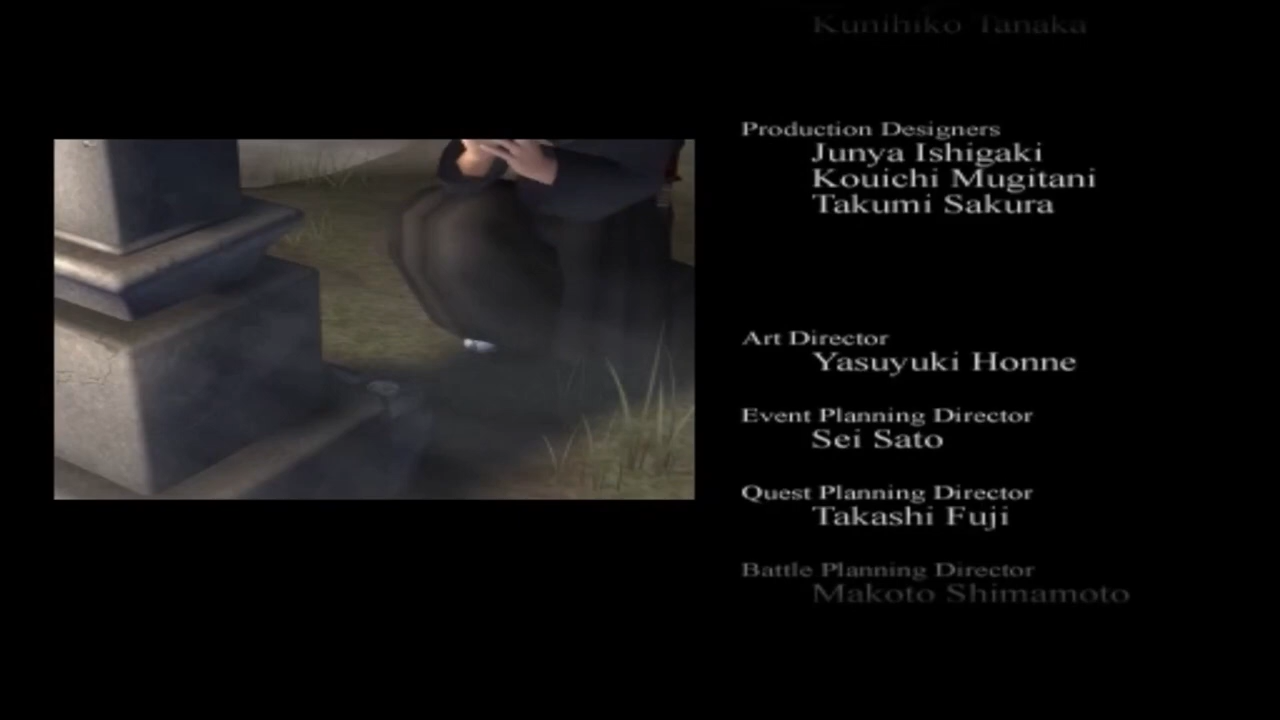 Kunihiko Tanaka
Production Designers
Junya Ishigaki
Kouichi Mugitani
Takumi Sakura
Art Director
Yasuyuki Honne
Event Planning Director
Sei Sato
Quest Planning Director
Takashi Fuji
Battle Planning Director
Makoto Shimamoto